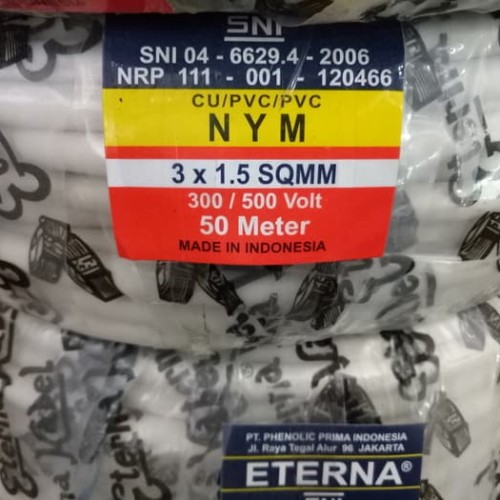 SNI
SNI 04 - 6629.4 - 2006
NRP 111 - 001 - 120466
CU/PVC/PVC
NYM
3 x 1.5 SQMM
300 / 500 Volt
50 Meter
MADE IN INDONESIA
PT. PHENOLIC PRIMA INDONESIA
Jl. Raya Tegal Alur 96 JAKARTA
ETERNA®
SNI